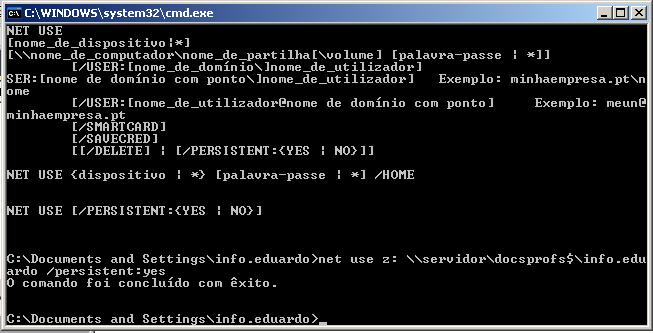 C:\WINDOWS\system32\cmd.exe
NET USE
[nome_de_dispositivo¦*]
[\\nome_de_computador\nome_de_partilha[\volume] [palavra-passe ¦ *]]
[/USER:[nome_de_domínio\]nome_de_utilizador]
SER:[nome de domínio com ponto\]nome_de_utilizador]   Exemplo: minhaempresa.pt\n
ome
[/USER:[nome_de_utilizador@nome de domínio com ponto]     Exemplo: meun@
minhaempresa.pt
[/SMARTCARD]
[/SAVECRED]
[[/DELETE] ¦ [/PERSISTENT:{YES ¦ NO}]]
NET USE {dispositivo ¦ *} [palavra-passe ¦ *] /HOME
NET USE [/PERSISTENT:{YES ¦ NO}]
C:\Documents and Settings\info.eduardo>net use z: \\servidor\docsprofs$\info.edu
ardo /persistent:yes
O comando foi concluído com êxito.
C:\Documents and Settings\info.eduardo>_